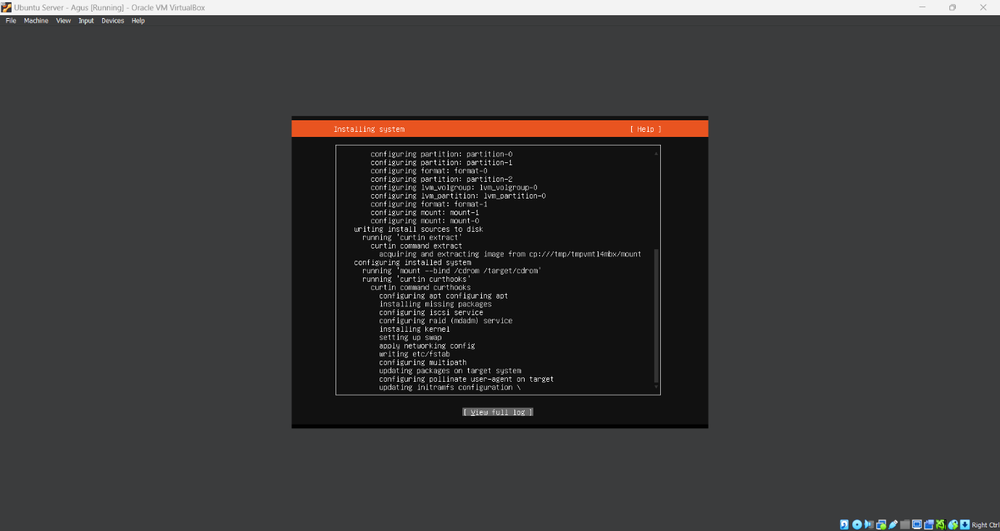 Ubuntu Server - Agus [Running] - Oracle VM VirtualBox
File Machine View Input Devices Help
Installing system [ Help ]
configuring partition: partition-0
configuring partition: partition-1
configuring format: format-0
configuring partition: partition-2
configuring lvm_volgroup: lvm_volgroup-0
configuring lvm_partition: lvm_partition-0
configuring format: format-1
configuring mount: mount-1
configuring mount: mount-0
writing install sources to disk
running 'curtin extract'
curtin command extract
acquiring and extracting image from cp:///tmp/tmpvmtl4mbx/mount
configuring installed system
running 'mount --bind /cdrom /target/cdrom'
running 'curtin curthooks'
curtin command curthooks
configuring apt configuring apt
installing missing packages
configuring iscsi service
configuring raid (mdadm) service
installing kernel
setting up swap
apply networking config
writing etc/fstab
configuring multipath
updating packages on target system
configuring pollinate user-agent on target
updating initramfs configuration \
[ View full log ]
Right Ctrl